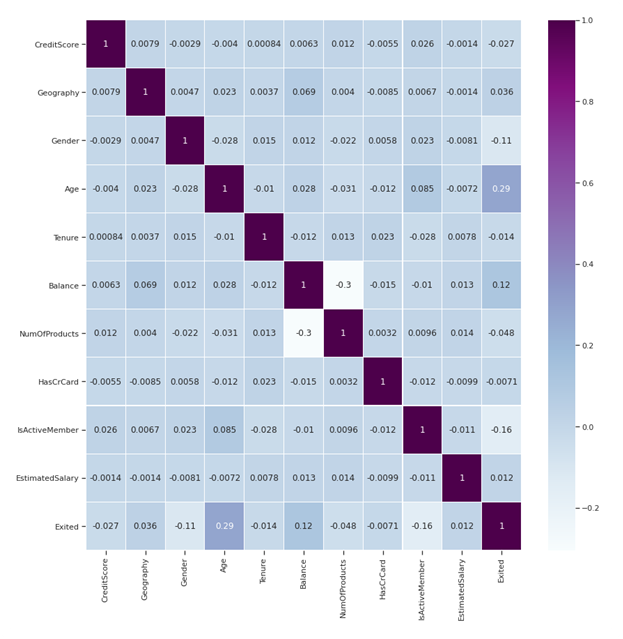 CreditScore 1 0.0079 -0.0029 -0.004 0.00084 0.0063 0.012 -0.0055 0.026 -0.0014 -0.027
Geography 0.0079 1 0.0047 0.023 0.0037 0.069 0.004 -0.0085 0.0067 -0.0014 0.036
Gender -0.0029 0.0047 1 -0.028 0.015 0.012 -0.022 0.0058 0.023 -0.0081 -0.11
Age -0.004 0.023 -0.028 1 -0.01 0.028 -0.031 -0.012 0.085 -0.0072 0.29
Tenure 0.00084 0.0037 0.015 -0.01 1 -0.012 0.013 0.023 -0.028 0.0078 -0.014
Balance 0.0063 0.069 0.012 0.028 -0.012 1 -0.3 -0.015 -0.01 0.013 0.12
NumOfProducts 0.012 0.004 -0.022 -0.031 0.013 -0.3 1 0.0032 0.0096 0.014 -0.048
HasCrCard -0.0055 -0.0085 0.0058 -0.012 0.023 -0.015 0.0032 1 -0.012 -0.0099 -0.0071
IsActiveMember 0.026 0.0067 0.023 0.085 -0.028 -0.01 0.0096 -0.012 1 -0.011 -0.16
EstimatedSalary -0.0014 -0.0014 -0.0081 -0.0072 0.0078 0.013 0.014 -0.0099 -0.011 1 0.012
Exited -0.027 0.036 -0.11 0.29 -0.014 0.12 -0.048 -0.0071 -0.16 0.012 1
CreditScore
Geography
Gender
Age
Tenure
Balance
NumOfProducts
HasCrCard
IsActiveMember
EstimatedSalary
Exited
1.0
0.8
0.6
0.4
0.2
0.0
−0.2